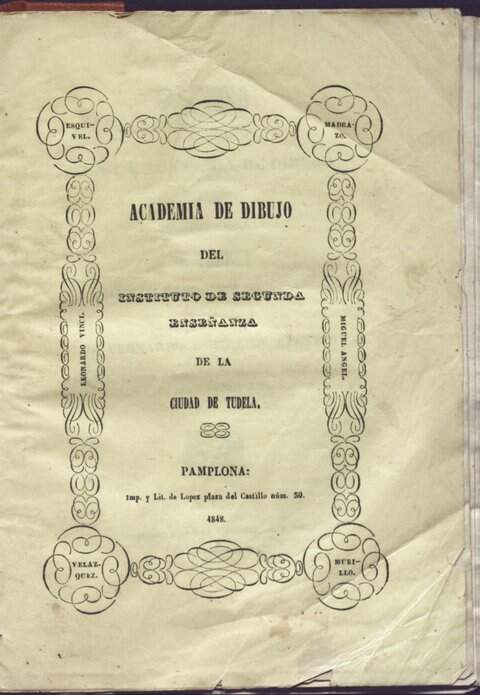 ESQUI-
VEL.
MADRA-
ZO.
ACADEMIA DE DIBUJO
DEL
INSTITUTO DE SEGUNDA
ENSEÑANZA
DE LA
CIUDAD DE TUDELA.
LEONARDO VINCI.
MIGUEL ANGEL.
PAMPLONA:
Imp. y Lit. de Lopez plaza del Castillo núm. 30.
1848.
VELAZ-
QUEZ.
MURI-
LLO.